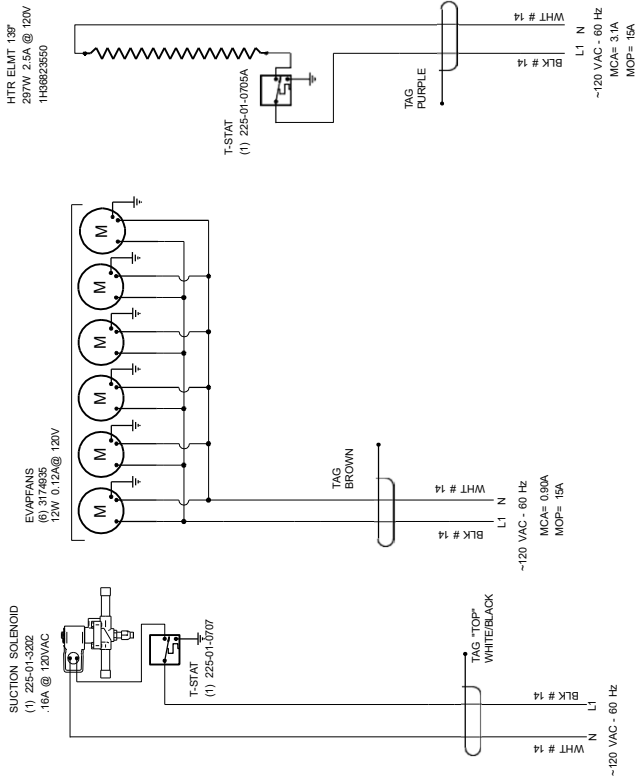 HTR ELMT 139"
297W 2.5A @ 120V
1H36823550
T-STAT
(1) 225-01-0705A
TAG
PURPLE
WHT # 14
BLK # 14
N
L1
~120 VAC - 60 Hz
MCA= 3.1A
MOP= 15A
EVAPFANS
(6) 3174935
12W 0.12A@ 120V
M
M
M
M
M
M
TAG
BROWN
WHT # 14
BLK # 14
N
L1
~120 VAC - 60 Hz
MCA= 0.90A
MOP= 15A
SUCTION SOLENOID
(1) 225-01-3202
.16A @ 120VAC
T-STAT
(1) 225-01-0707
TAG "TOP"
WHITE/BLACK
BLK # 14
WHT # 14
L1
N
~120 VAC - 60 Hz